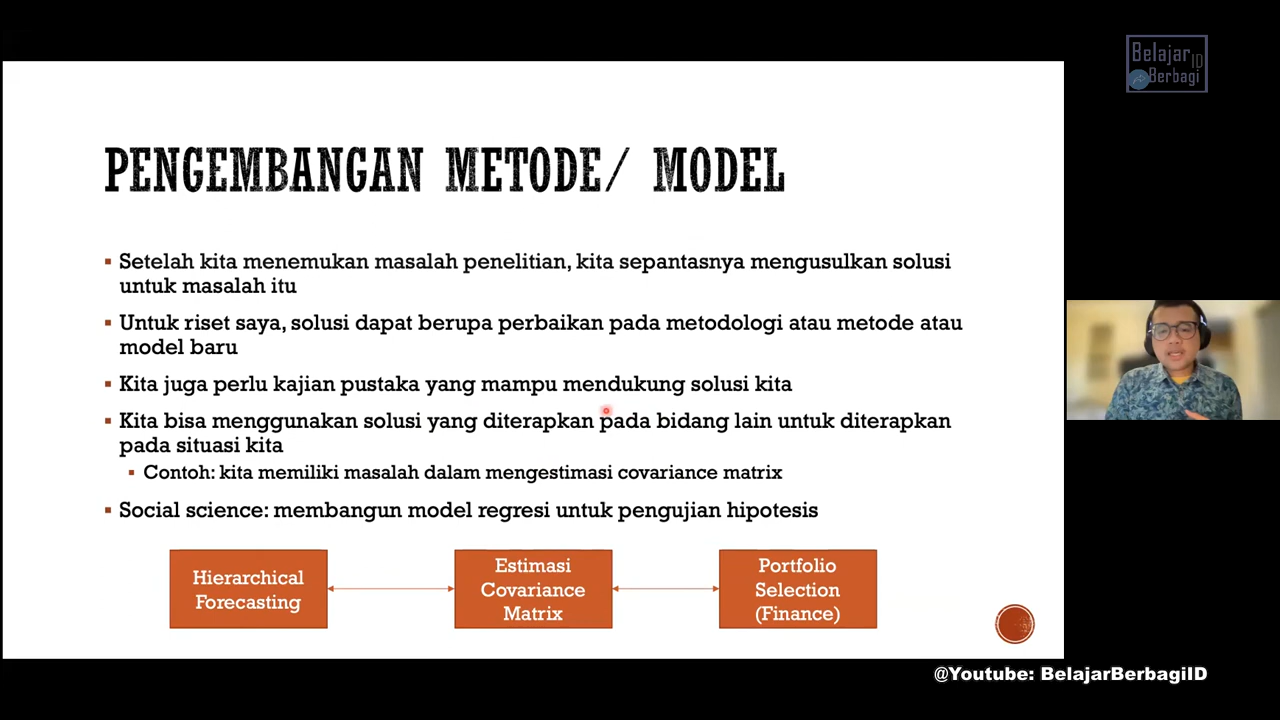 Belajar
ID
Berbagi
PENGEMBANGAN METODE/ MODEL
▪ Setelah kita menemukan masalah penelitian, kita sepantasnya mengusulkan solusi
untuk masalah itu
▪ Untuk riset saya, solusi dapat berupa perbaikan pada metodologi atau metode atau
model baru
▪ Kita juga perlu kajian pustaka yang mampu mendukung solusi kita
▪ Kita bisa menggunakan solusi yang diterapkan pada bidang lain untuk diterapkan
pada situasi kita
▪ Contoh: kita memiliki masalah dalam mengestimasi covariance matrix
▪ Social science: membangun model regresi untuk pengujian hipotesis
Hierarchical
Forecasting
Estimasi
Covariance
Matrix
Portfolio
Selection
(Finance)
@Youtube: BelajarBerbagiID